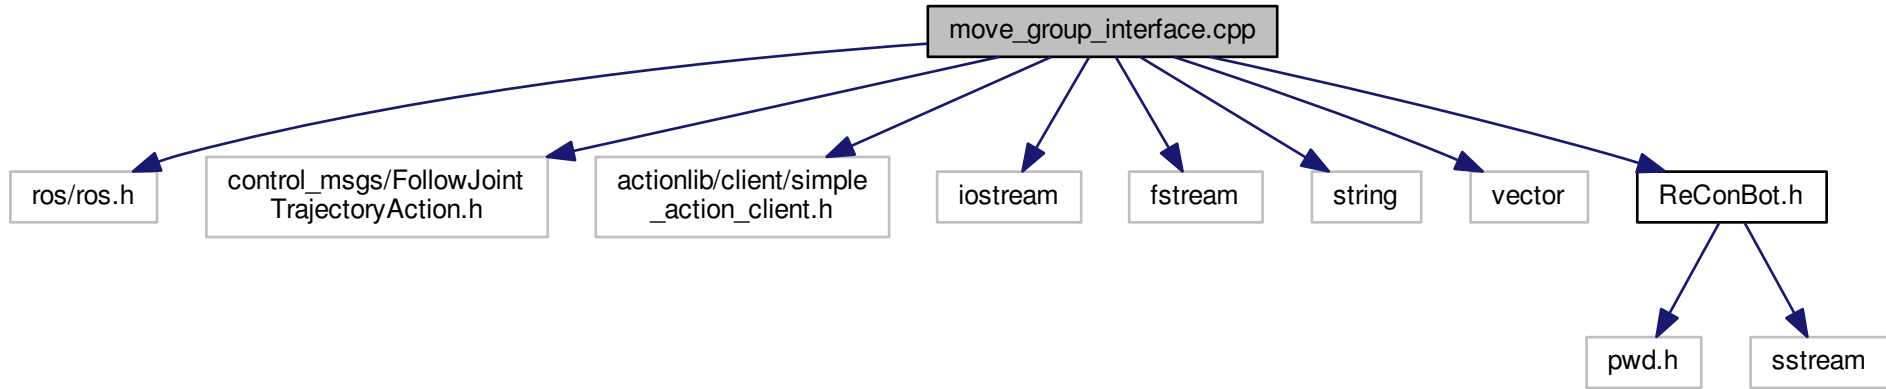 move_group_interface.cpp
ros/ros.h
control_msgs/FollowJoint
TrajectoryAction.h
actionlib/client/simple
_action_client.h
iostream
fstream
string
vector
ReConBot.h
pwd.h
sstream